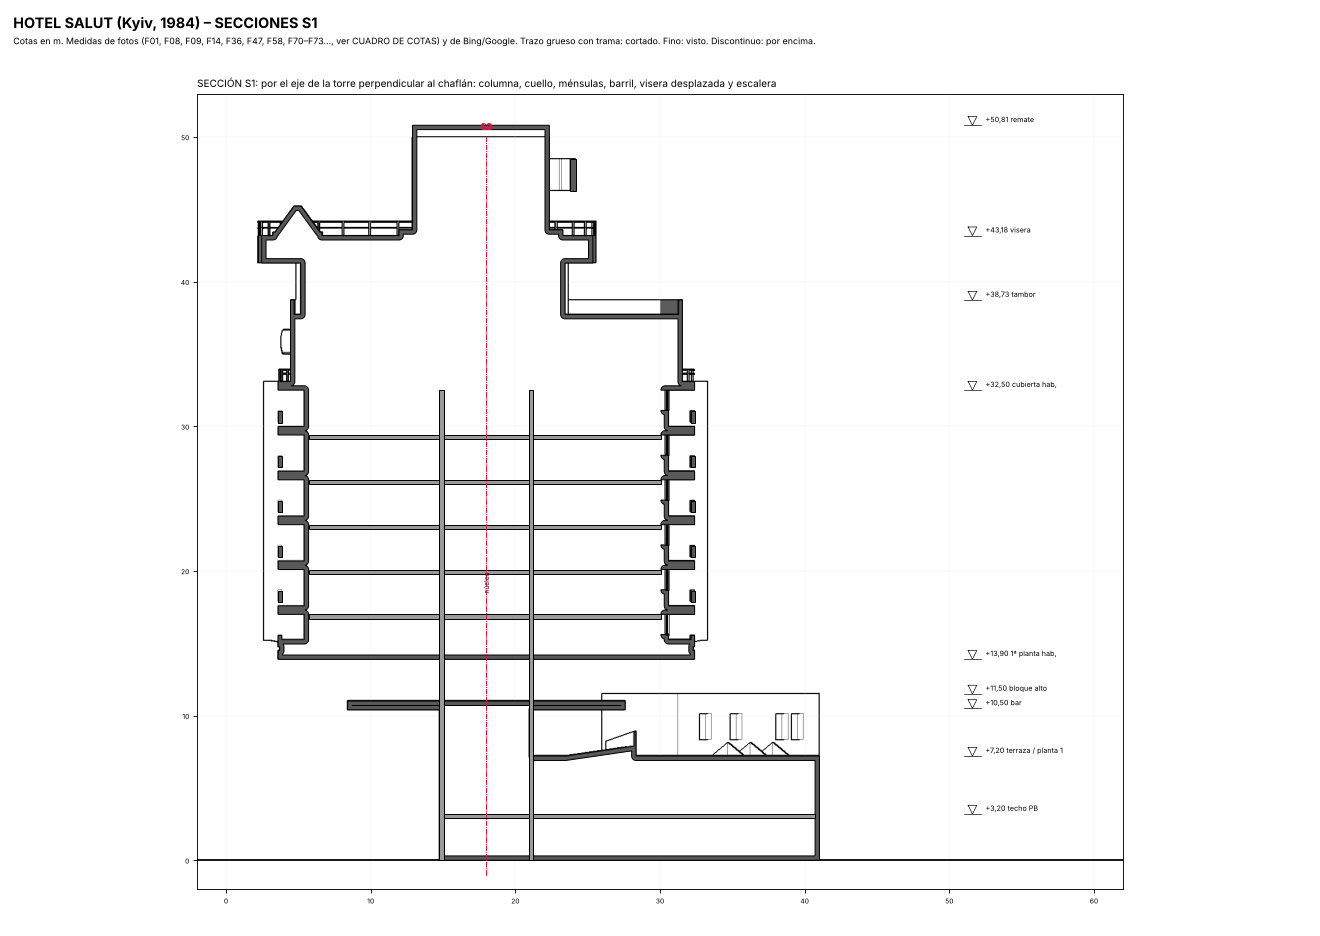 HOTEL SALUT (Kyiv, 1984) – SECCIONES S1
Cotas en m. Medidas de fotos (F01, F08, F09, F14, F36, F47, F58, F70–F73..., ver CUADRO DE COTAS) y de Bing/Google. Trazo grueso con trama: cortado. Fino: visto. Discontinuo: por encima.
SECCIÓN S1: por el eje de la torre perpendicular al chaflán: columna, cuello, ménsulas, barril, visera desplazada y escalera
+50,81 remate
50
+43,18 visera
40
+38,73 tambor
+32,50 cubierta hab,
30
20
núcleo
+13,90 1ª planta hab,
+11,50 bloque alto
+10,50 bar
10
+7,20 terraza / planta 1
+3,20 techo PB
0
0 10 20 30 40 50 60